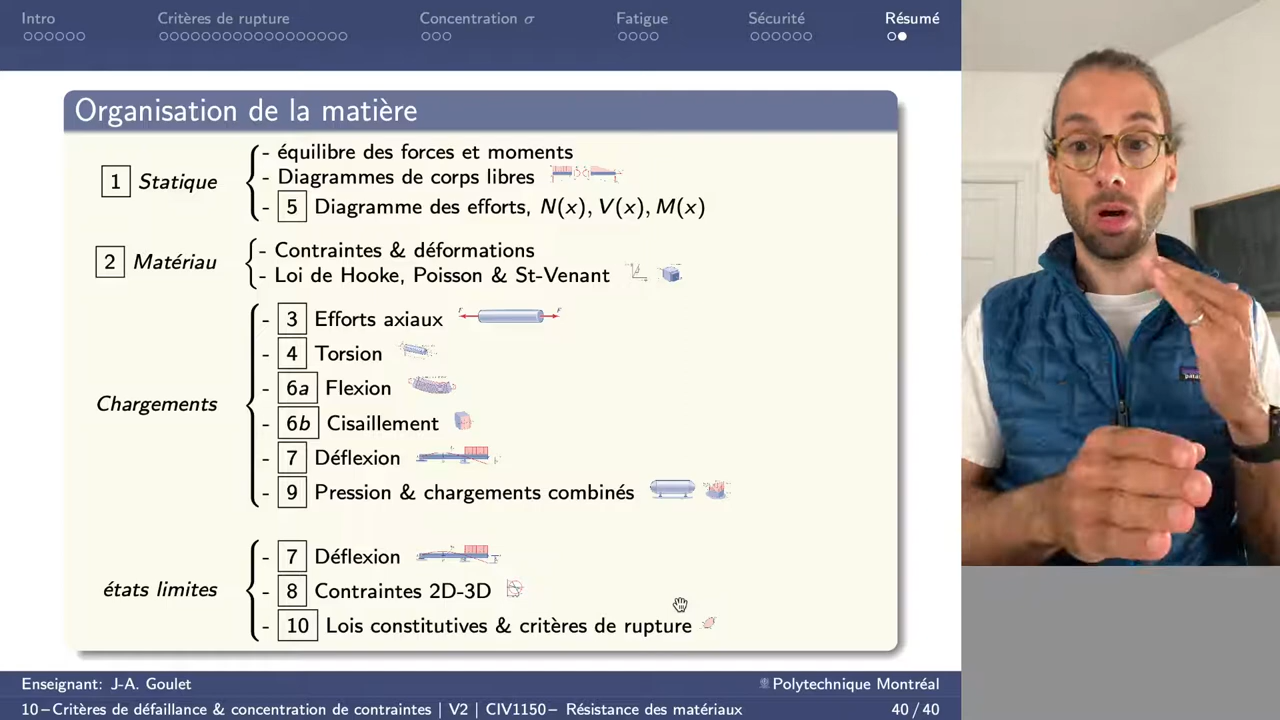 Intro Critères de rupture Concentration σ Fatigue Sécurité Résumé
Organisation de la matière
1 Statique
- équilibre des forces et moments
- Diagrammes de corps libres
- 5 Diagramme des efforts, N(x), V(x), M(x)
2 Matériau
- Contraintes & déformations
- Loi de Hooke, Poisson & St-Venant
Chargements
- 3 Efforts axiaux
- 4 Torsion
- 6a Flexion
- 6b Cisaillement
- 7 Déflexion
- 9 Pression & chargements combinés
états limites
- 7 Déflexion
- 8 Contraintes 2D-3D
- 10 Lois constitutives & critères de rupture
Enseignant: J-A. Goulet Polytechnique Montréal
10 – Critères de défaillance & concentration de contraintes | V2 | CIV1150 – Résistance des matériaux 40 / 40